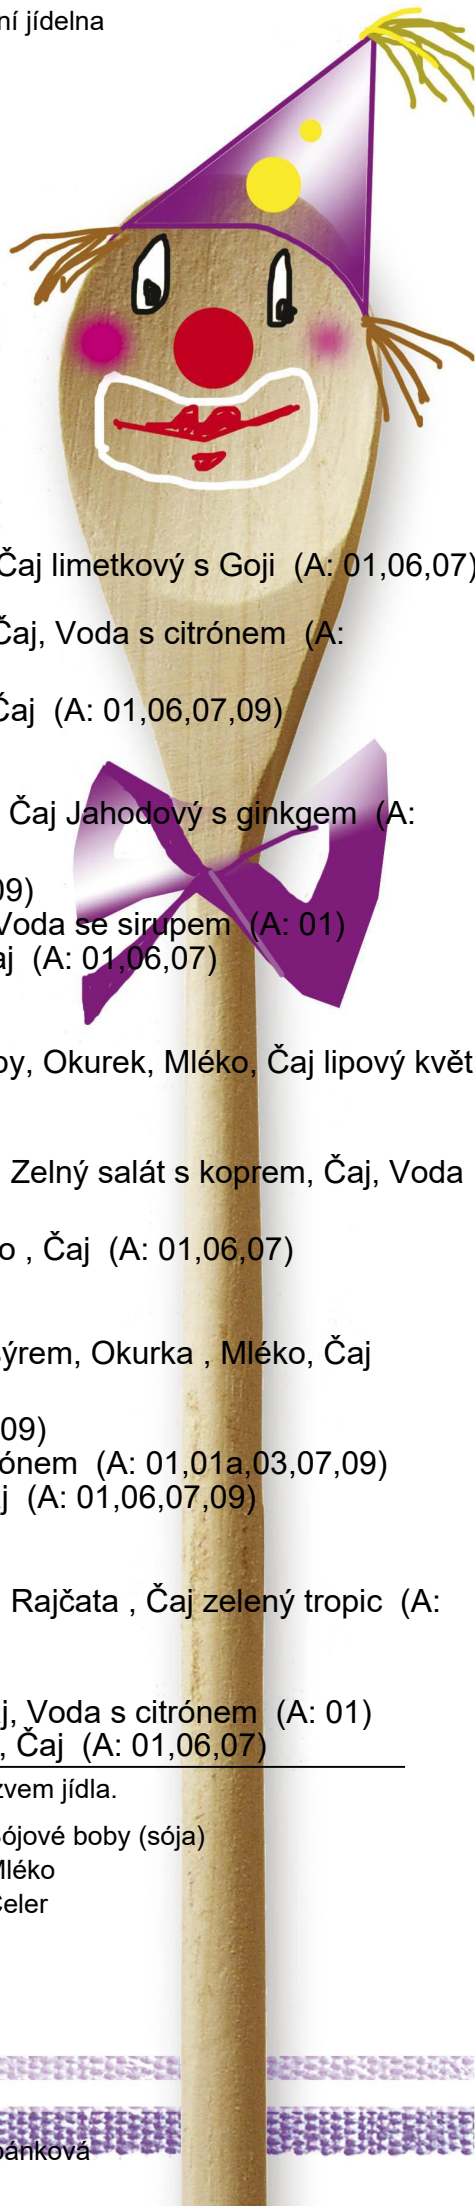 ní jídelna
Čaj limetkový s Goji (A: 01,06,07)
Čaj, Voda s citrónem (A:
Čaj (A: 01,06,07,09)
Čaj Jahodový s ginkgem (A:
09)
Voda se sirupem (A: 01)
aj (A: 01,06,07)
by, Okurek, Mléko, Čaj lipový květ
Zelný salát s koprem, Čaj, Voda
o , Čaj (A: 01,06,07)
sýrem, Okurka , Mléko, Čaj
09)
ónem (A: 01,01a,03,07,09)
j (A: 01,06,07,09)
Rajčata , Čaj zelený tropic (A:
j, Voda s citrónem (A: 01)
, Čaj (A: 01,06,07)
zvem jídla.
Sójové boby (sója)
Mléko
Celer
pánková